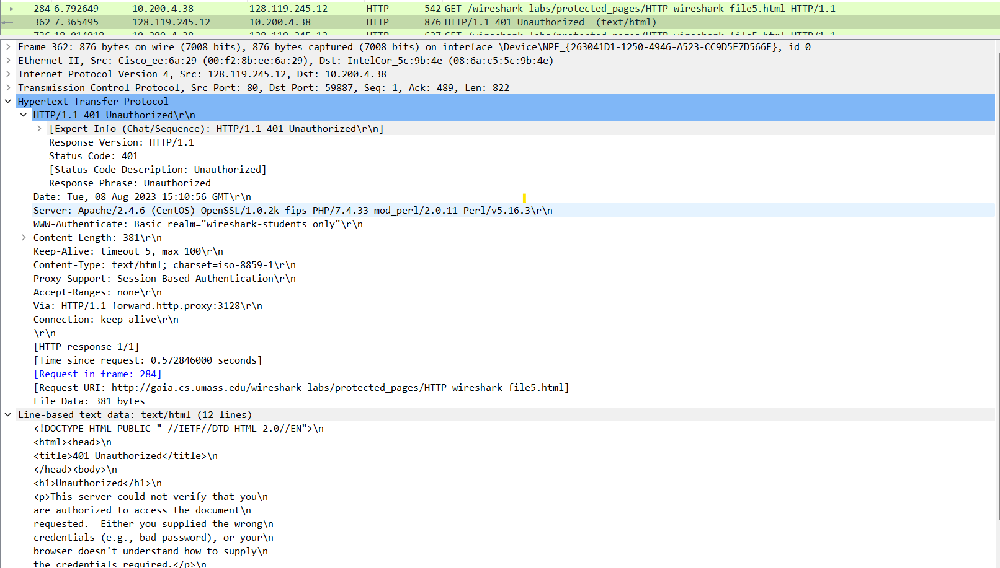 284 6.792649 10.200.4.38 128.119.245.12 HTTP 542 GET /wireshark-labs/protected_pages/HTTP-wireshark-file5.html HTTP/1.1
362 7.365495 128.119.245.12 10.200.4.38 HTTP 876 HTTP/1.1 401 Unauthorized  (text/html)
Frame 362: 876 bytes on wire (7008 bits), 876 bytes captured (7008 bits) on interface \Device\NPF_{263041D1-1250-4946-A523-CC9D5E7D566F}, id 0
Ethernet II, Src: Cisco_ee:6a:29 (00:f2:8b:ee:6a:29), Dst: IntelCor_5c:9b:4e (08:6a:c5:5c:9b:4e)
Internet Protocol Version 4, Src: 128.119.245.12, Dst: 10.200.4.38
Transmission Control Protocol, Src Port: 80, Dst Port: 59887, Seq: 1, Ack: 489, Len: 822
Hypertext Transfer Protocol
HTTP/1.1 401 Unauthorized\r\n
[Expert Info (Chat/Sequence): HTTP/1.1 401 Unauthorized\r\n]
Response Version: HTTP/1.1
Status Code: 401
[Status Code Description: Unauthorized]
Response Phrase: Unauthorized
Date: Tue, 08 Aug 2023 15:10:56 GMT\r\n
Server: Apache/2.4.6 (CentOS) OpenSSL/1.0.2k-fips PHP/7.4.33 mod_perl/2.0.11 Perl/v5.16.3\r\n
WWW-Authenticate: Basic realm="wireshark-students only"\r\n
Content-Length: 381\r\n
Keep-Alive: timeout=5, max=100\r\n
Content-Type: text/html; charset=iso-8859-1\r\n
Proxy-Support: Session-Based-Authentication\r\n
Accept-Ranges: none\r\n
Via: HTTP/1.1 forward.http.proxy:3128\r\n
Connection: keep-alive\r\n
\r\n
[HTTP response 1/1]
[Time since request: 0.572846000 seconds]
[Request in frame: 284]
[Request URI: http://gaia.cs.umass.edu/wireshark-labs/protected_pages/HTTP-wireshark-file5.html]
File Data: 381 bytes
Line-based text data: text/html (12 lines)
<!DOCTYPE HTML PUBLIC "-//IETF//DTD HTML 2.0//EN">\n
<html><head>\n
<title>401 Unauthorized</title>\n
</head><body>\n
<h1>Unauthorized</h1>\n
<p>This server could not verify that you\n
are authorized to access the document\n
requested.  Either you supplied the wrong\n
credentials (e.g., bad password), or your\n
browser doesn't understand how to supply\n
the credentials required.</p>\n